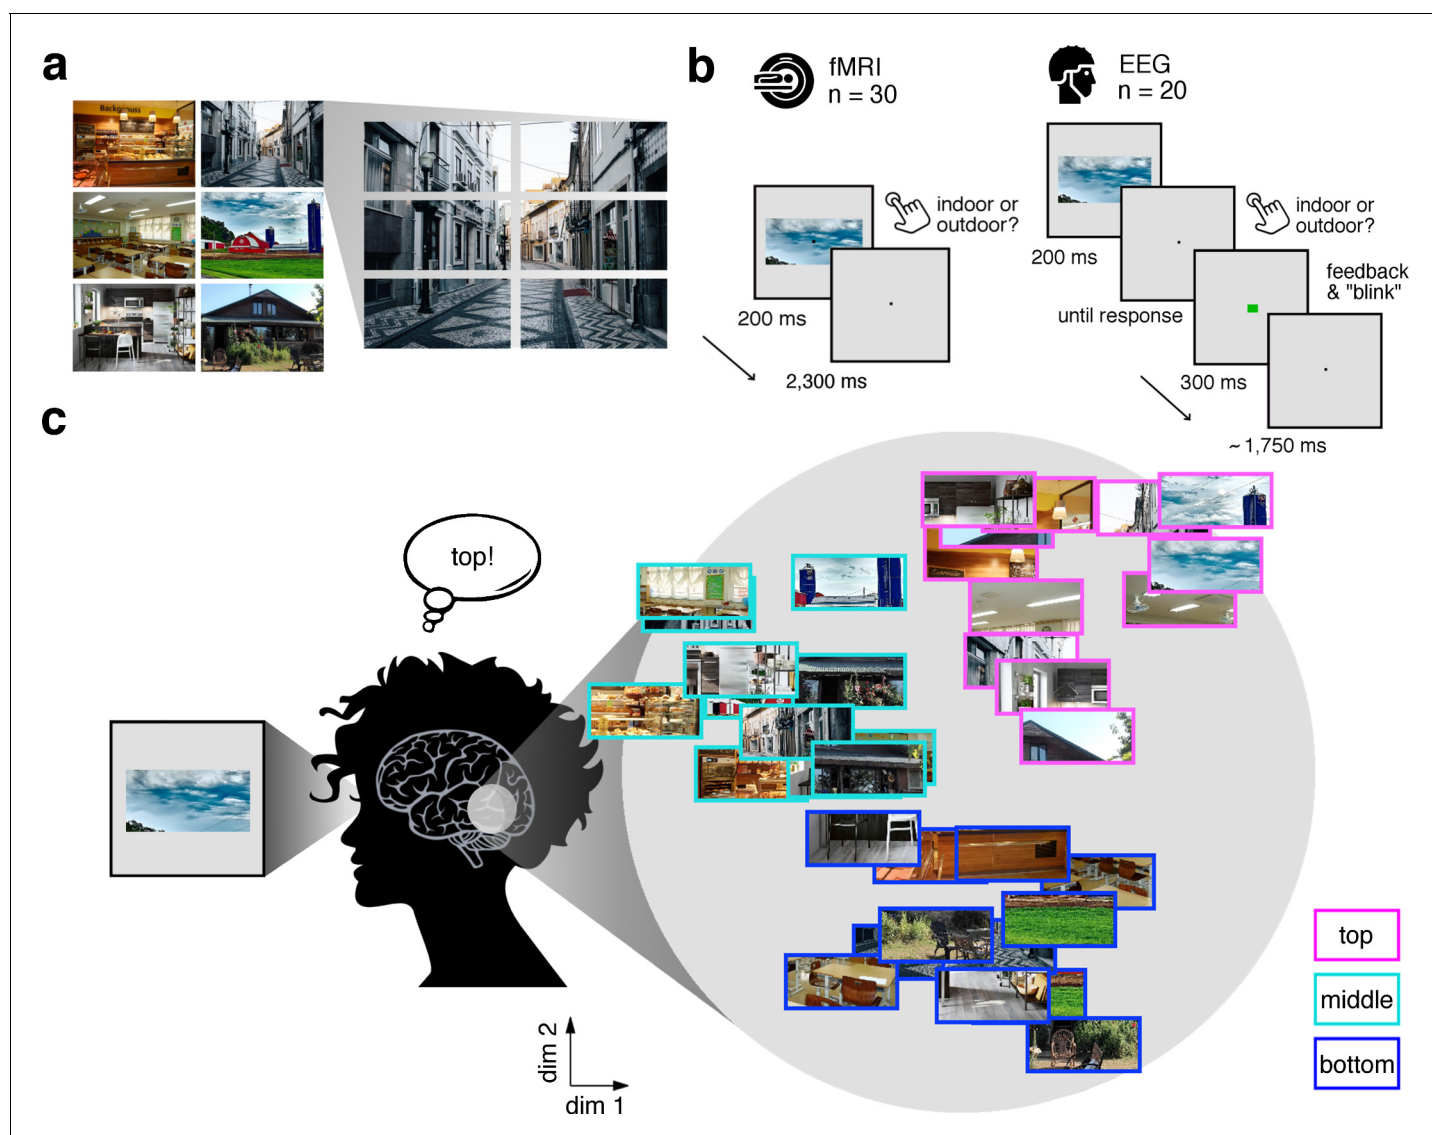 a
Backgenuss
b
fMRI
n = 30
EEG
n = 20
indoor or
outdoor?
200 ms
2,300 ms
indoor or
outdoor?
200 ms
until response
feedback
& "blink"
300 ms
~ 1,750 ms
c
top!
dim 2
dim 1
top
middle
bottom